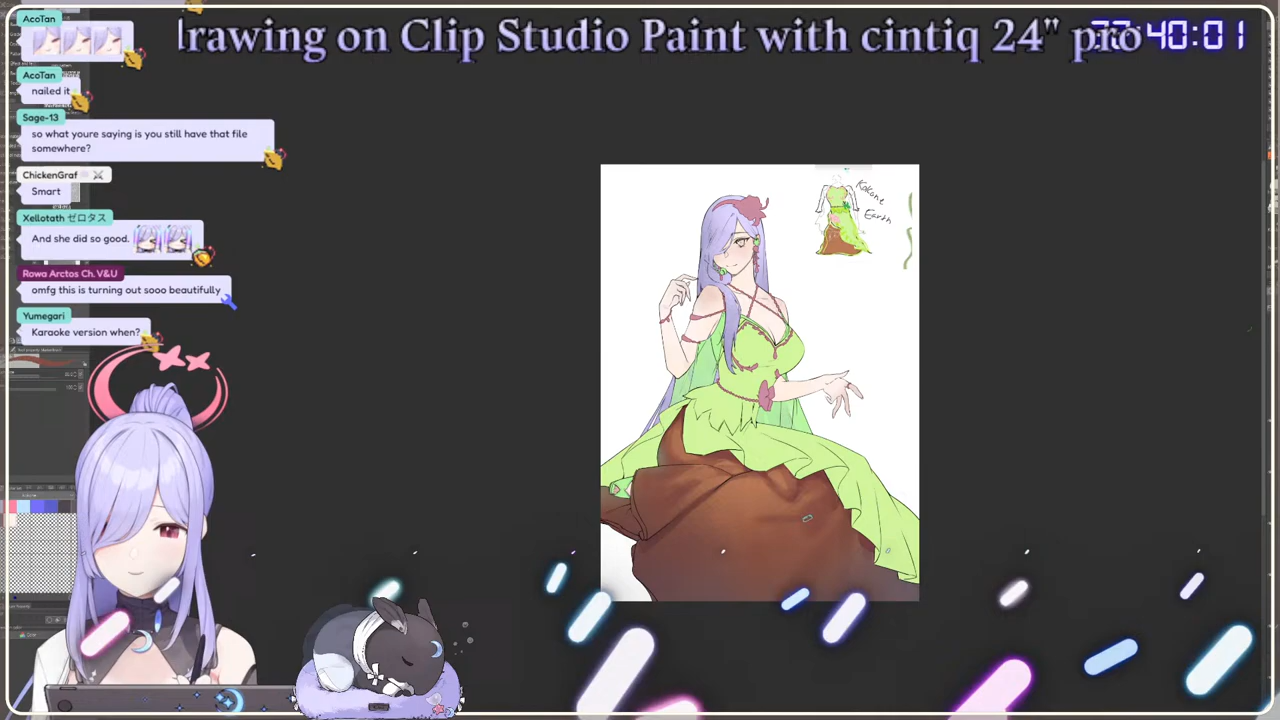 lrawing on Clip Studio Paint with cintiq 24" pro
:40:01
AcoTan
AcoTan
nailed it
Sage-13
so what youre saying is you still have that file
somewhere?
ChickenGraf
Smart
Xellotath ゼロタス
And she did so good.
Rowa Arctos Ch. V&U
omfg this is turning out sooo beautifully
Yumegari
Karaoke version when?
Earth